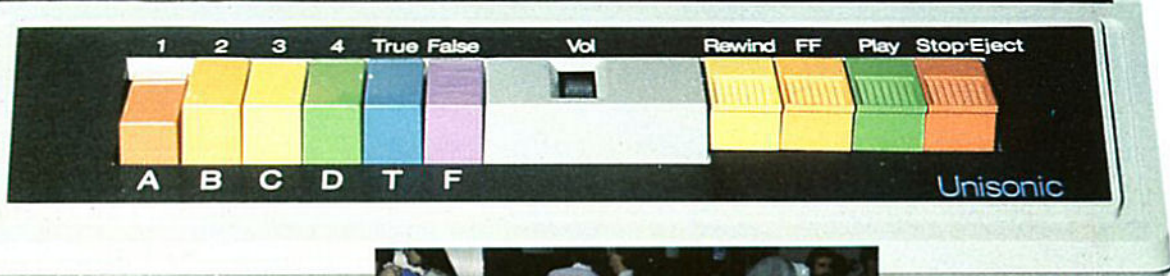 1 2 3 4 True False Vol Rewind FF Play Stop·Eject
A B C D T F
Unisonic